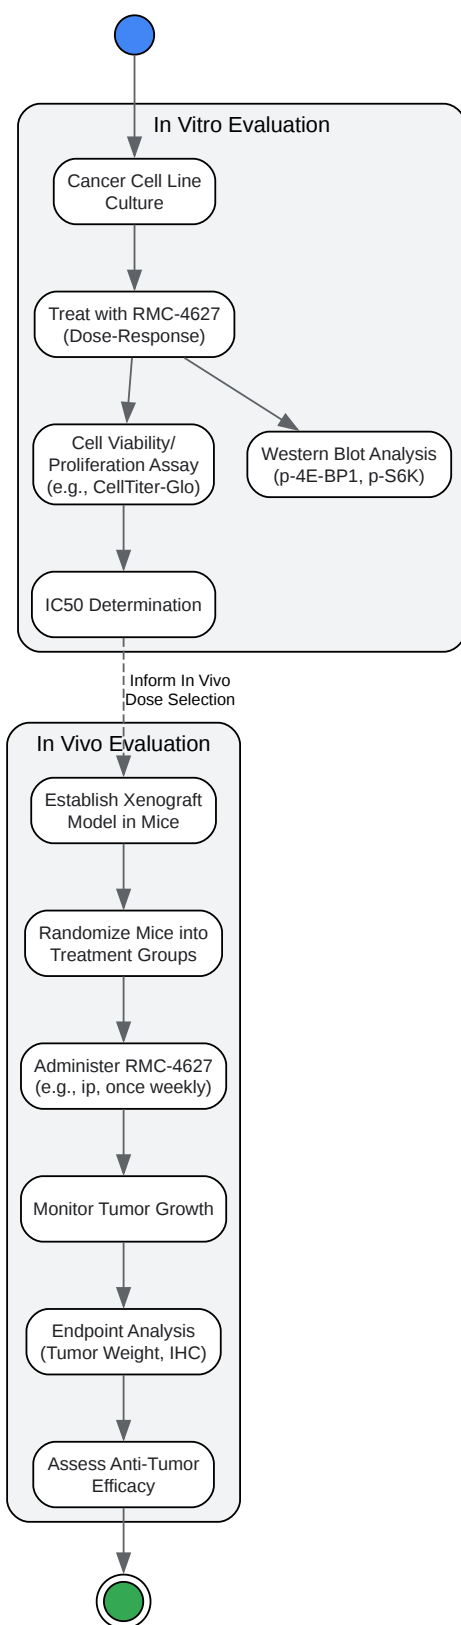 In Vitro Evaluation
Cancer Cell Line
Culture
Treat with RMC-4627
(Dose-Response)
Cell Viability/
Proliferation Assay
(e.g., CellTiter-Glo)
Western Blot Analysis
(p-4E-BP1, p-S6K)
IC50 Determination
Inform In Vivo
Dose Selection
In Vivo Evaluation
Establish Xenograft
Model in Mice
Randomize Mice into
Treatment Groups
Administer RMC-4627
(e.g., ip, once weekly)
Monitor Tumor Growth
Endpoint Analysis
(Tumor Weight, IHC)
Assess Anti-Tumor
Efficacy